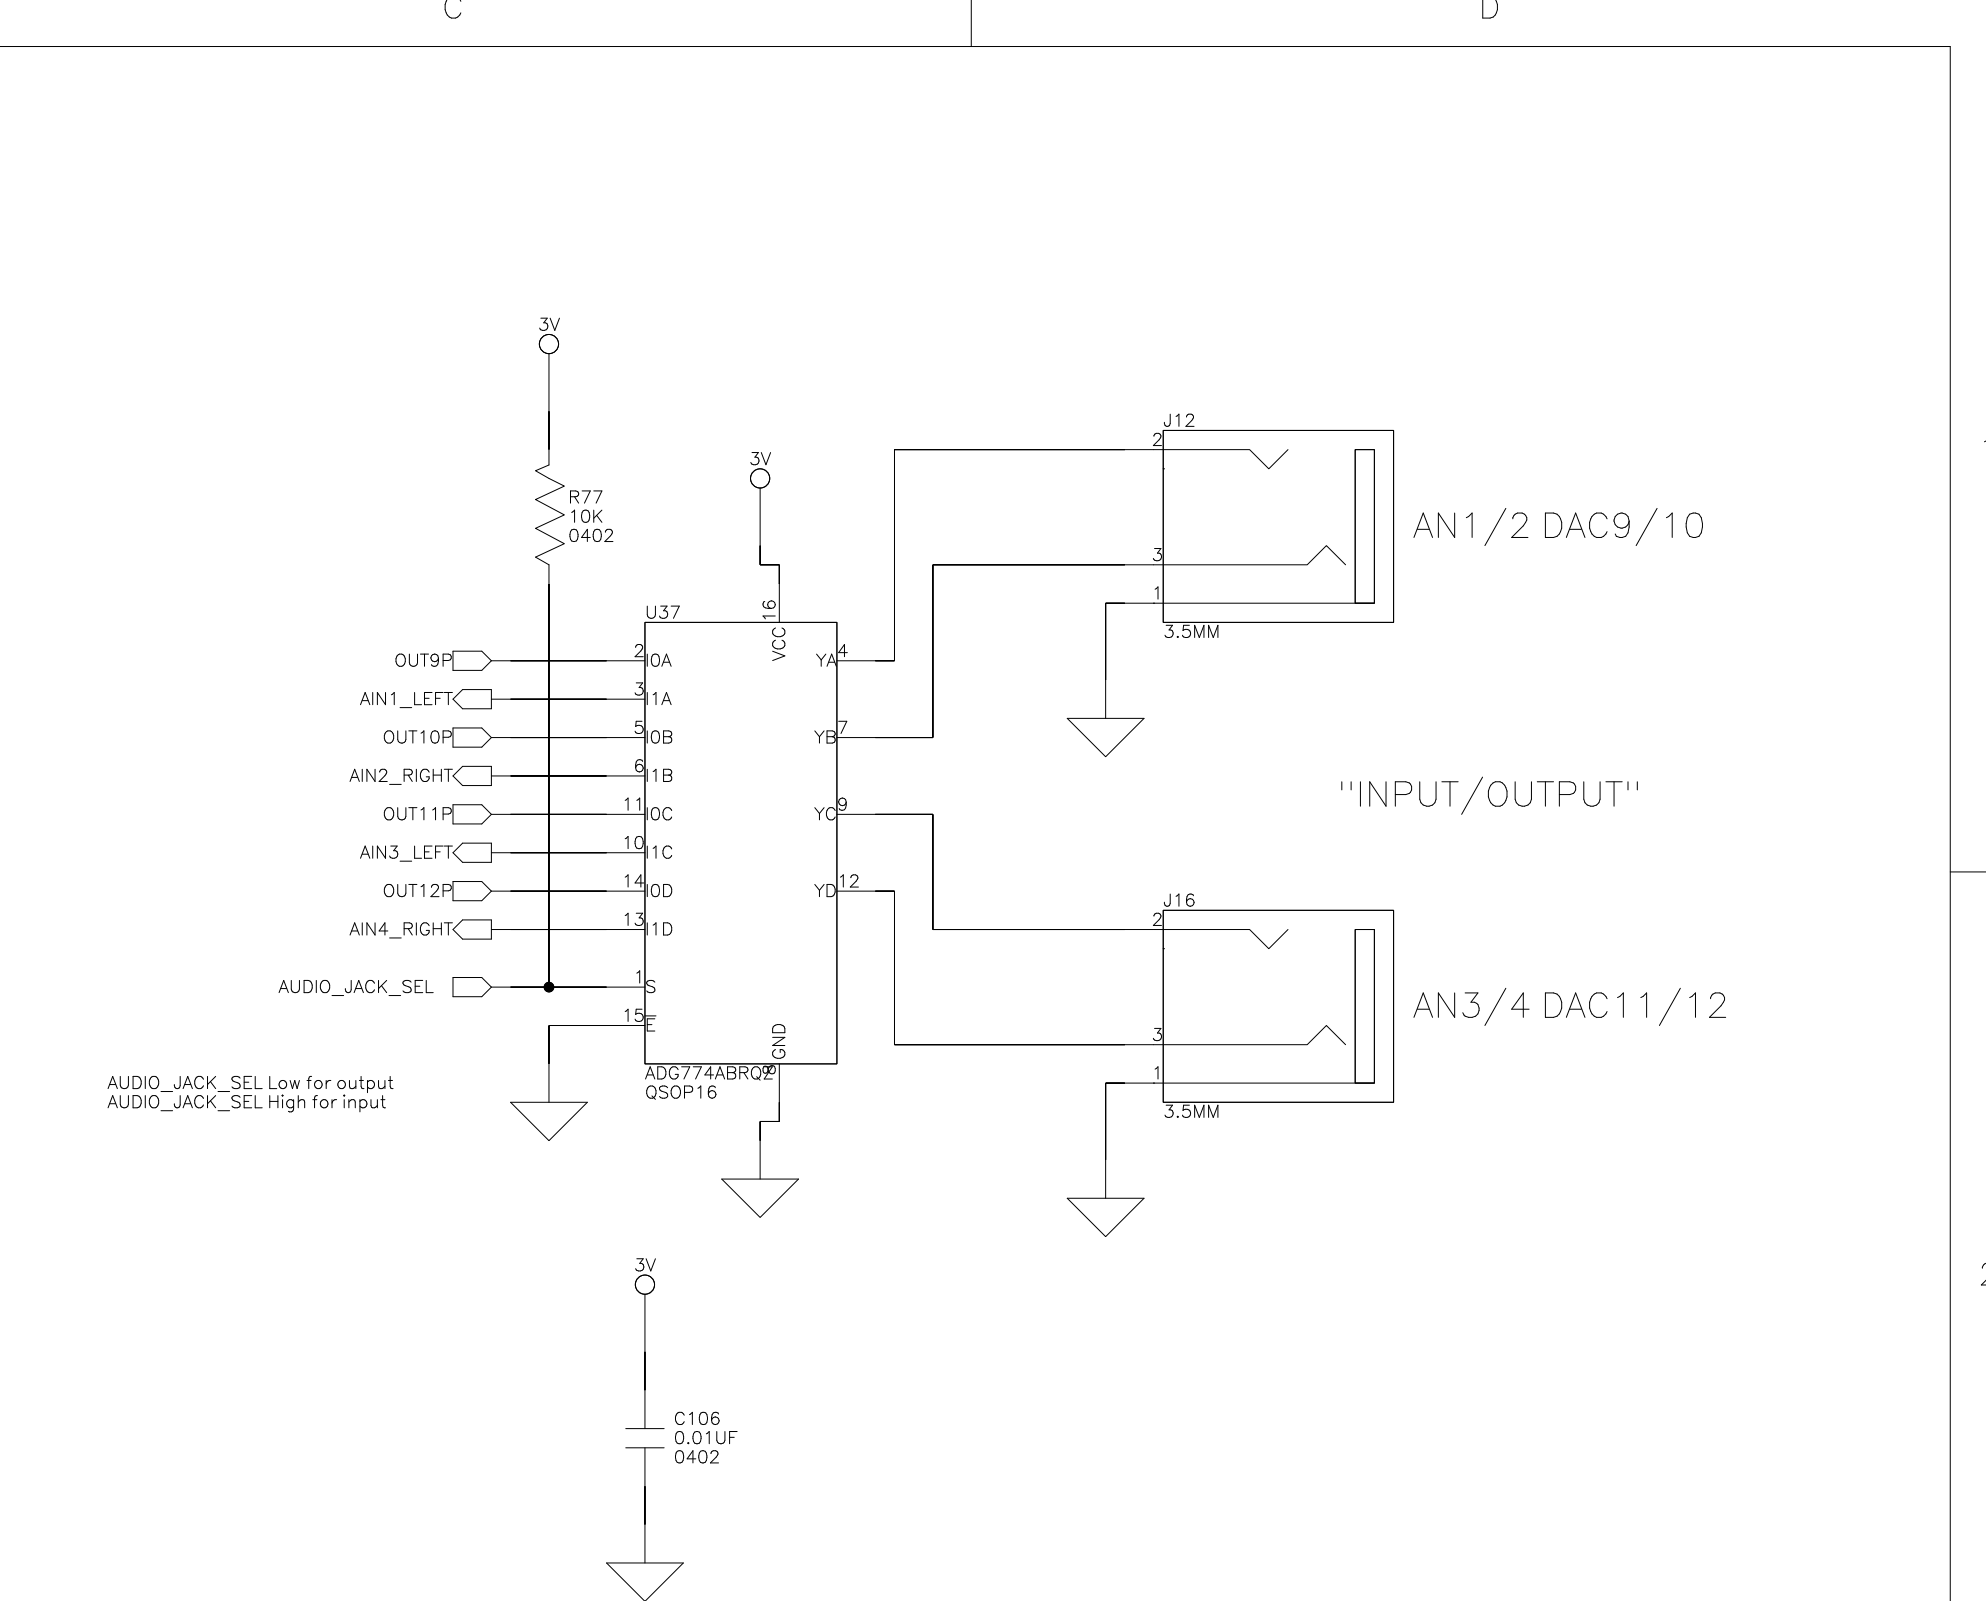 C
D
3V
J12
2
3V
R77
10K
0402
AN1/2 DAC9/10
3
1
16
U37
3.5MM
VCC
OUT9P
2
I0A
YA
4
AIN1_LEFT
3
I1A
OUT10P
5
I0B
YB
7
AIN2_RIGHT
6
I1B
"INPUT/OUTPUT"
OUT11P
11
I0C
YC
9
AIN3_LEFT
10
I1C
OUT12P
14
I0D
YD
12
J16
2
AIN4_RIGHT
13
I1D
AUDIO_JACK_SEL
1
S
AN3/4 DAC11/12
15
E
GND
3
8
ADG774ABRQZ
QSOP16
1
3.5MM
AUDIO_JACK_SEL Low for output
AUDIO_JACK_SEL High for input
3V
2
C106
0.01UF
0402